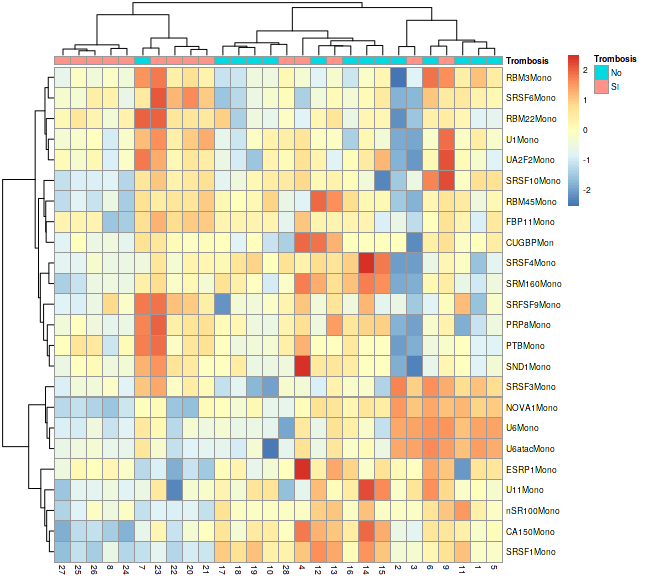 Trombosis
RBM3Mono
SRSF6Mono
RBM22Mono
U1Mono
UA2F2Mono
SRSF10Mono
RBM45Mono
FBP11Mono
CUGBPMon
SRSF4Mono
SRM160Mono
SRFSF9Mono
PRP8Mono
PTBMono
SND1Mono
SRSF3Mono
NOVA1Mono
U6Mono
U6atacMono
ESRP1Mono
U11Mono
nSR100Mono
CA150Mono
SRSF1Mono
27 25 26 8 24 7 23 22 20 21 17 18 19 10 28 4 12 13 16 14 15 2 3 6 9 11 1 5
2
1
0
-1
-2
Trombosis
No
SI